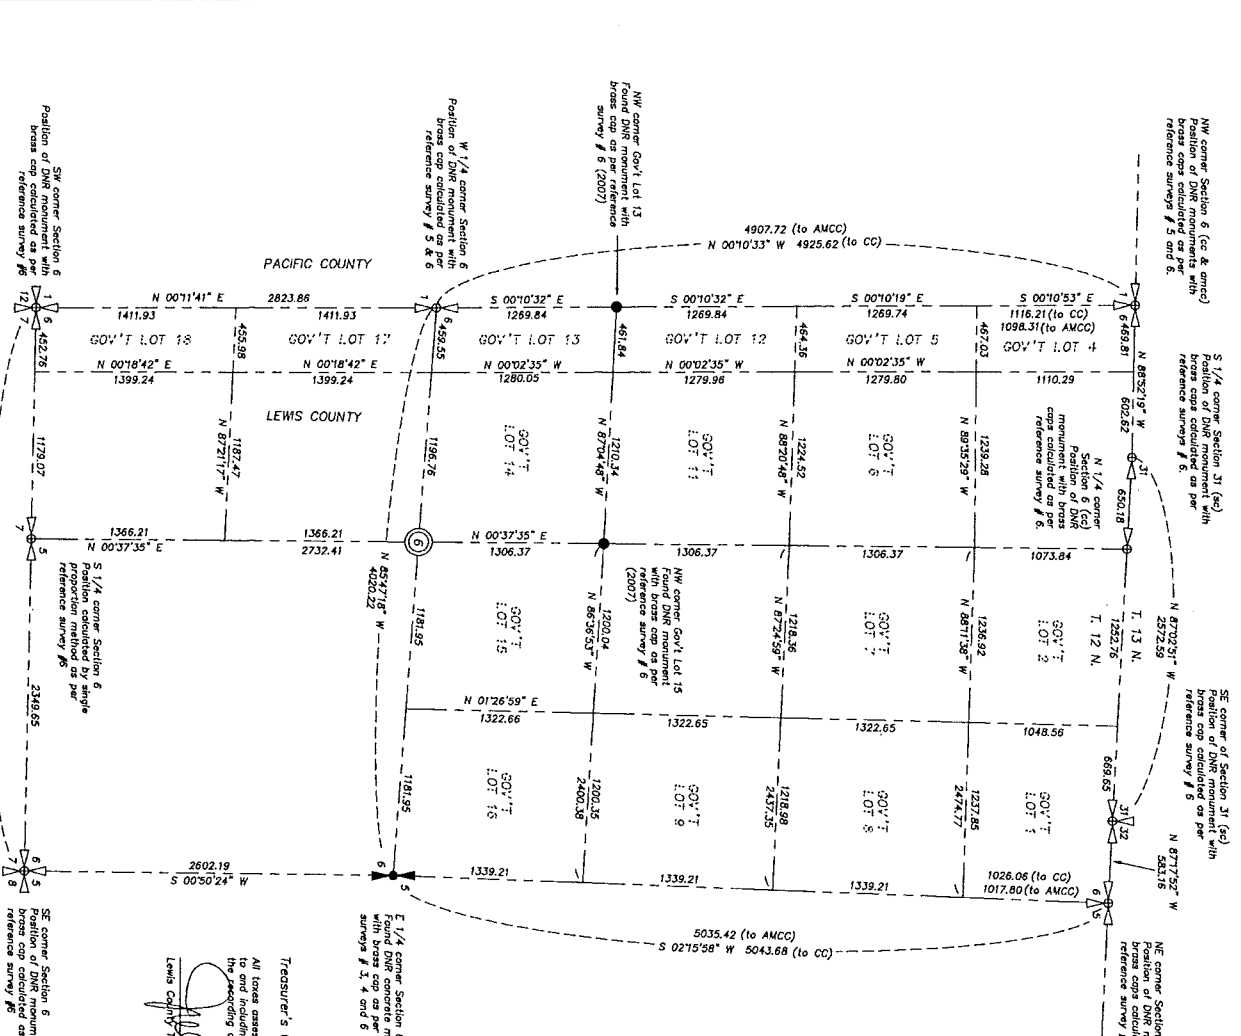 NW corner Section 6 (cc & amcc)
Position of DNR monuments with
brass caps calculated as per
reference surveys # 5 and 6.
S 1/4 corner Section 31 (sc)
Position of DNR monument with
brass caps calculated as per
reference survey # 6.
SE corner of Section 31 (sc)
Position of DNR monument with
brass cap calculated as per
reference survey # 6
NE corner Section
Position of DNR
brass caps
reference survey
N 1/4 corner
Section 6 (cc)
Position of DNR
monument with brass
caps calculated as per
reference survey # 6.
NW corner Gov't Lot 13
Found DNR monument with
brass cap as per reference
survey # 6 (2007)
W 1/4 corner Section 6
Position of DNR monument with
brass cap calculated as per
reference survey # 5 & 6
SW corner Section 6
Position of DNR monument with
brass cap calculated as per
reference survey #6
4907.72 (to AMCC)
N 00°10'33" W 4925.62 (to CC)
PACIFIC COUNTY
N 00°11'41" E 2823.86
1411.93 1411.93
S 00°10'32" E
1269.84
S 00°10'32" E
1269.84
S 00°10'19" E
1269.74
S 00°10'53" E
1116.21 (to CC)
1098.31 (to AMCC)
GOV'T LOT 18
GOV'T LOT 17
GOV'T LOT 13
GOV'T LOT 12
GOV'T LOT 5
GOV'T LOT 4
452.76
455.98
459.55
461.84
464.36
467.03
469.81
N 00°18'42" E
1399.24
N 00°18'42" E
1399.24
N 00°02'35" W
1280.05
N 00°02'35" W
1279.96
N 00°02'35" W
1279.80
1110.29
LEWIS COUNTY
N 88°52'19" W
602.62
650.18
1179.07
1187.47
N 87°21'17" W
1196.76
GOV'T
LOT 14
1210.34
N 87°04'48" W
GOV'T
LOT 11
1224.52
N 88°20'48" W
GOV'T
LOT 6
1239.28
N 89°35'29" W
1366.21
N 00°37'35" E
1366.21
2732.41
6
N 00°37'35" E
1306.37
1306.37
1306.37
1073.84
N 87°02'51" W
2572.59
T. 13 N.
1252.76
T. 12 N.
N 85°47'18" W
4020.22
NW corner Gov't Lot 15
Found DNR monument
with brass cap as per
reference survey # 6
(2007)
S 1/4 corner Section 6
Position calculated by single
proportion method as per
reference survey #6
2349.65
1181.95
GOV'T
LOT 15
1200.04
N 86°36'53" W
1218.36
N 87°24'59" W
GOV'T
LOT 7
1236.92
N 88°11'38" W
GOV'T
LOT 2
N 01°26'59" E
1322.66
1322.65
1322.65
1048.56
669.65
1181.95
GOV'T
LOT 16
1200.35
2400.38
GOV'T
LOT 9
1218.98
2437.35
GOV'T
LOT 8
1237.85
2474.77
GOV'T
LOT 1
N 87°17'52" W
583.16
2602.19
S 00°50'24" W
1339.21
1339.21
1339.21
1026.06 (to CC)
1017.80 (to AMCC)
5035.42 (to AMCC)
S 02°15'58" W 5043.68 (to CC)
E 1/4 corner Section 6
Found DNR concrete
with brass cap as per
surveys # 3, 4 and 6
SE corner Section 6
Position of DNR
brass cap calculated as
reference survey #6
Treasurer's
All taxes
to and
the recording
Lewis County